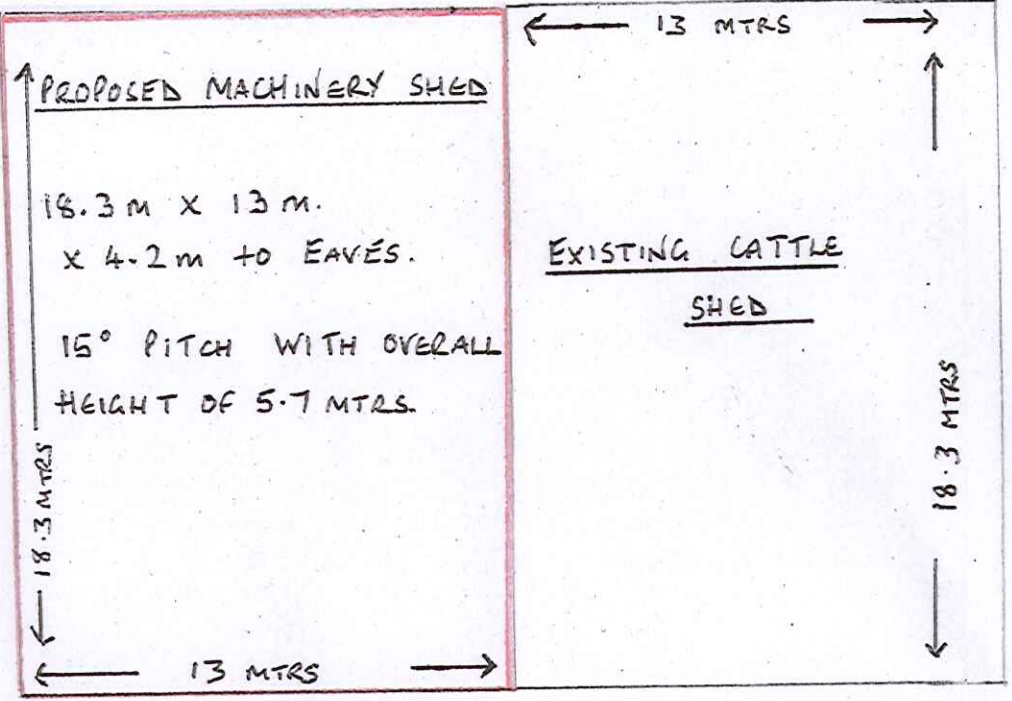 PROPOSED MACHINERY SHED
18.3 m x 13 m.
x 4.2 m to EAVES.
15° PITCH WITH OVERALL
HEIGHT OF 5.7 MTRS.
18.3 MTRS
13 MTRS
13 MTRS
EXISTING CATTLE
SHED
18.3 MTRS